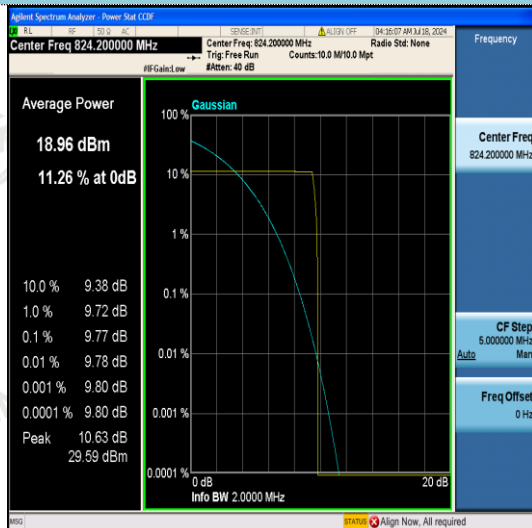 Agilent Spectrum Analyzer - Power Stat CCDF
RL RF 50 Ω AC SENSE:INT ALIGN OFF 04:16:07 AM Jul 18, 2024
Center Freq 824.200000 MHz
Center Freq: 824.200000 MHz Radio Std: None
Trig: Free Run Counts:10.0 M/10.0 Mpt
#IFGain:Low #Atten: 40 dB
Frequency
Average Power
18.96 dBm
11.26 % at 0dB
10.0 % 9.38 dB
1.0 % 9.72 dB
0.1 % 9.77 dB
0.01 % 9.78 dB
0.001 % 9.80 dB
0.0001 % 9.80 dB
Peak 10.63 dB
29.59 dBm
Gaussian
100 %
10 %
1 %
0.1 %
0.01 %
0.001 %
0.0001 %
0 dB 20 dB
Info BW 2.0000 MHz
Center Freq
824.200000 MHz
CF Step
5.000000 MHz
Auto Man
Freq Offset
0 Hz
MSG STATUS Align Now, All required